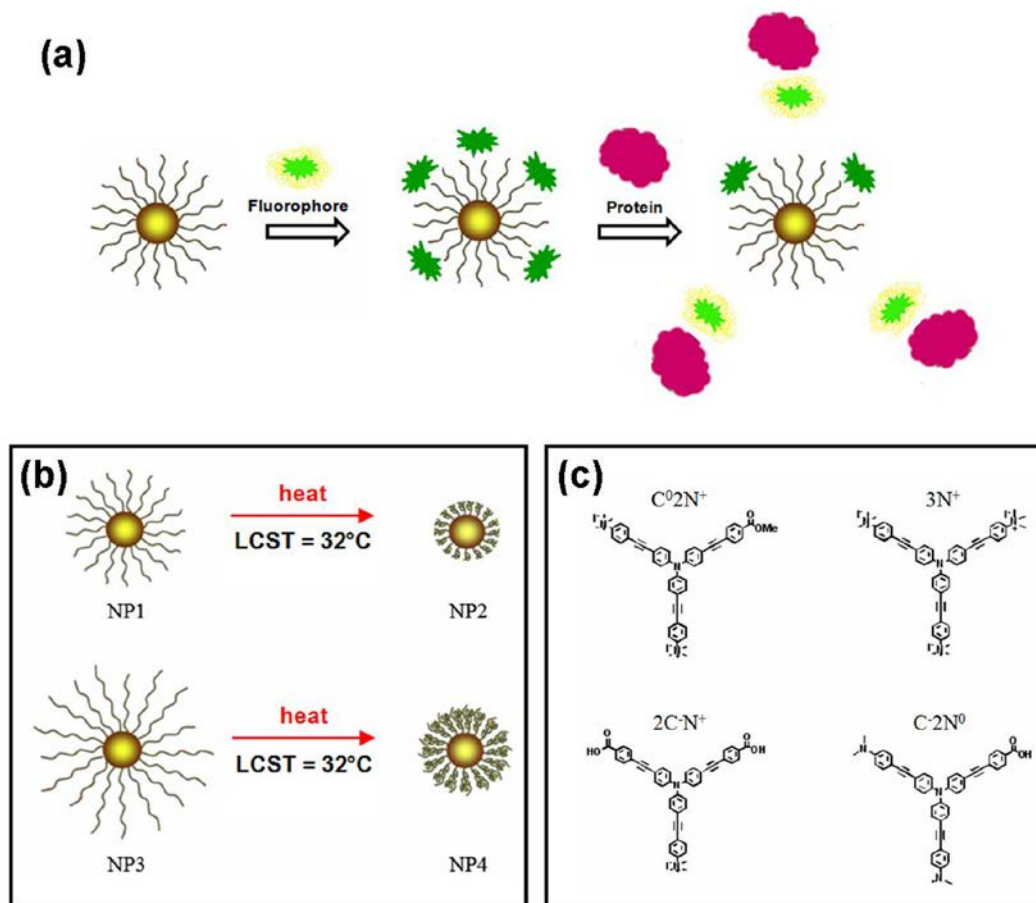 (a)
Fluorophore
Protein
(b)
heat
LCST = 32°C
NP1
NP2
heat
LCST = 32°C
NP3
NP4
(c)
C⁰2N⁺
3N⁺
OMe
N
N
2C⁻N⁺
C⁻2N⁰
HO
OH
N
OH
N
N
N